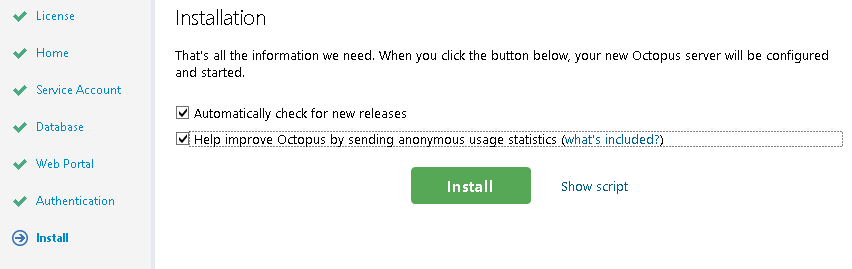 License
Home
Service Account
Database
Web Portal
Authentication
Install
Installation
That's all the information we need. When you click the button below, your new Octopus server will be configured
and started.
Automatically check for new releases
Help improve Octopus by sending anonymous usage statistics (what's included?)
Install
Show script